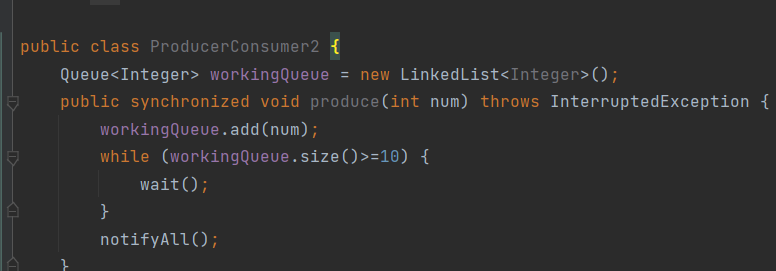 public class ProducerConsumer2 {
    Queue<Integer> workingQueue = new LinkedList<Integer>();
    public synchronized void produce(int num) throws InterruptedException {
        workingQueue.add(num);
        while (workingQueue.size()>=10) {
            wait();
        }
        notifyAll();
    }